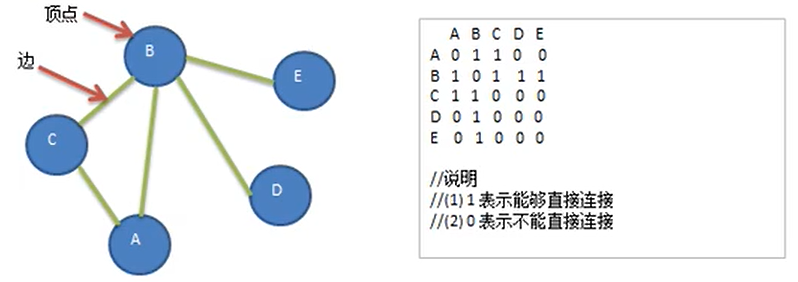 顶点
边
B
E
C
D
A
A B C D E
A 0 1 1 0 0
B 1 0 1 1 1
C 1 1 0 0 0
D 0 1 0 0 0
E 0 1 0 0 0
//说明
//(1) 1 表示能够直接连接
//(2) 0 表示不能直接连接